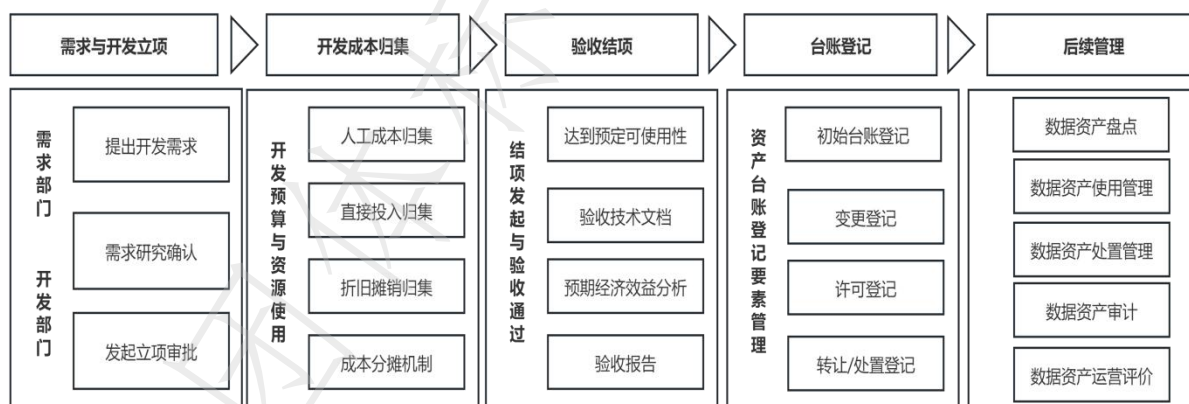 需求与开发立项
开发成本归集
验收结项
台账登记
后续管理
需求部门
开发部门
提出开发需求
需求研究确认
发起立项审批
开发预算与资源使用
人工成本归集
直接投入归集
折旧摊销归集
成本分摊机制
结项发起与验收通过
达到预定可使用性
验收技术文档
预期经济效益分析
验收报告
资产台账登记要素管理
初始台账登记
变更登记
许可登记
转让/处置登记
数据资产盘点
数据资产使用管理
数据资产处置管理
数据资产审计
数据资产运营评价
团体标